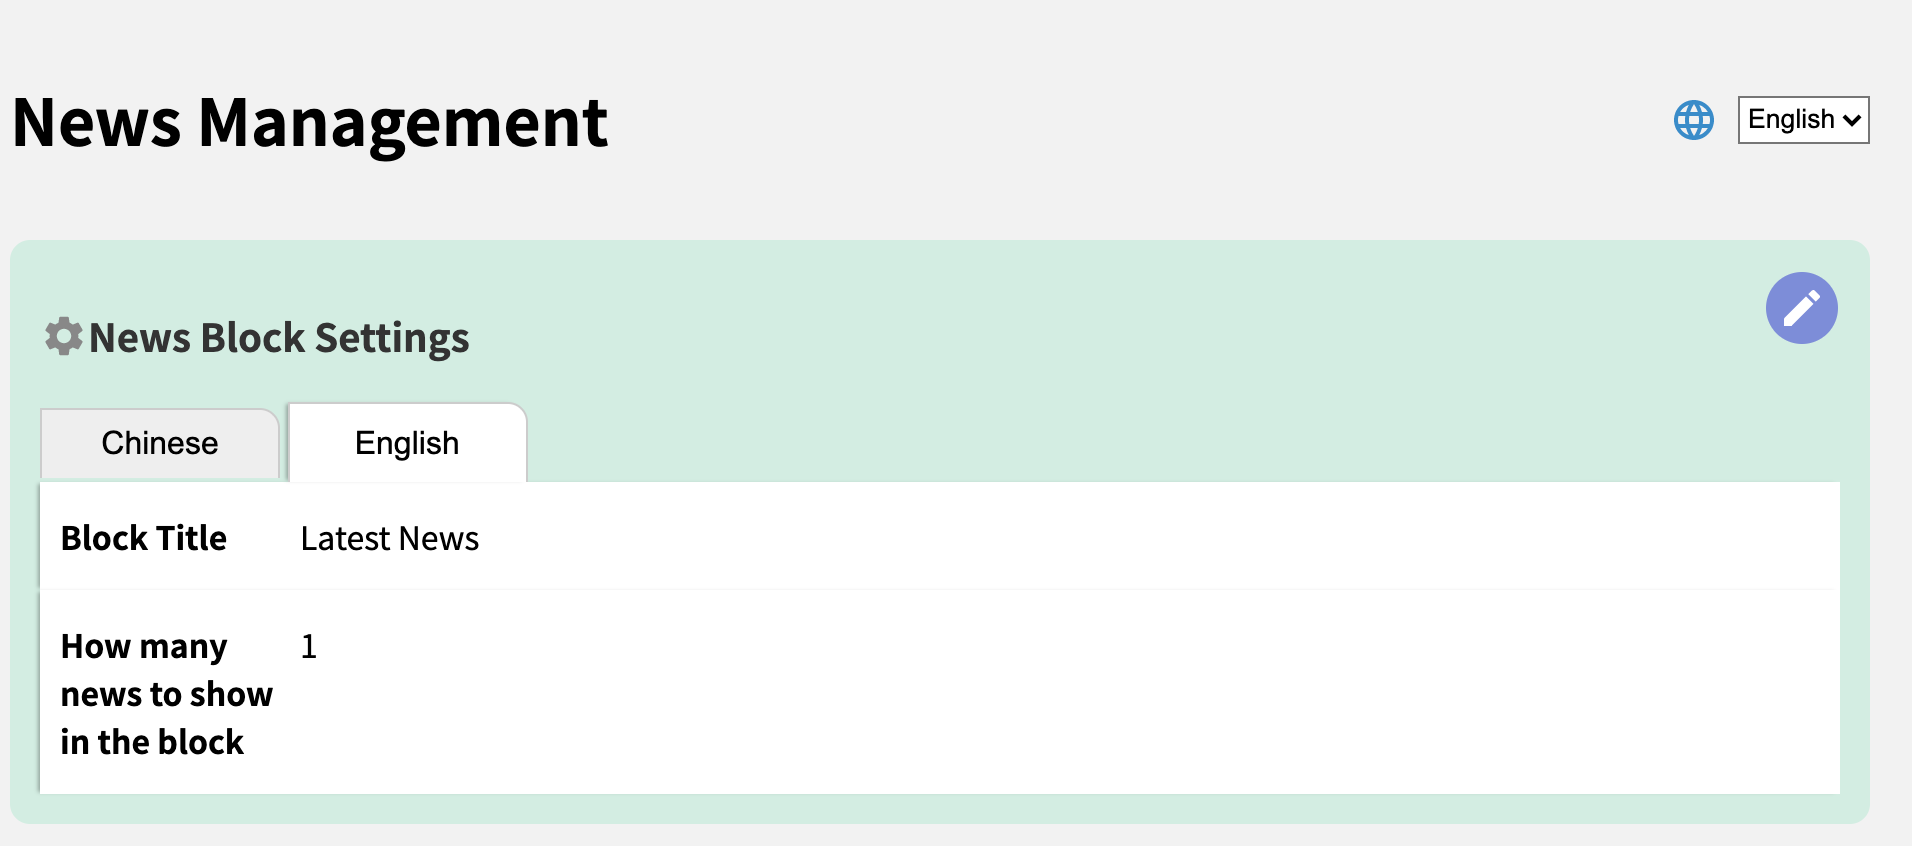 News Management
English
News Block Settings
Chinese
English
Block Title
Latest News
How many
news to show
in the block
1